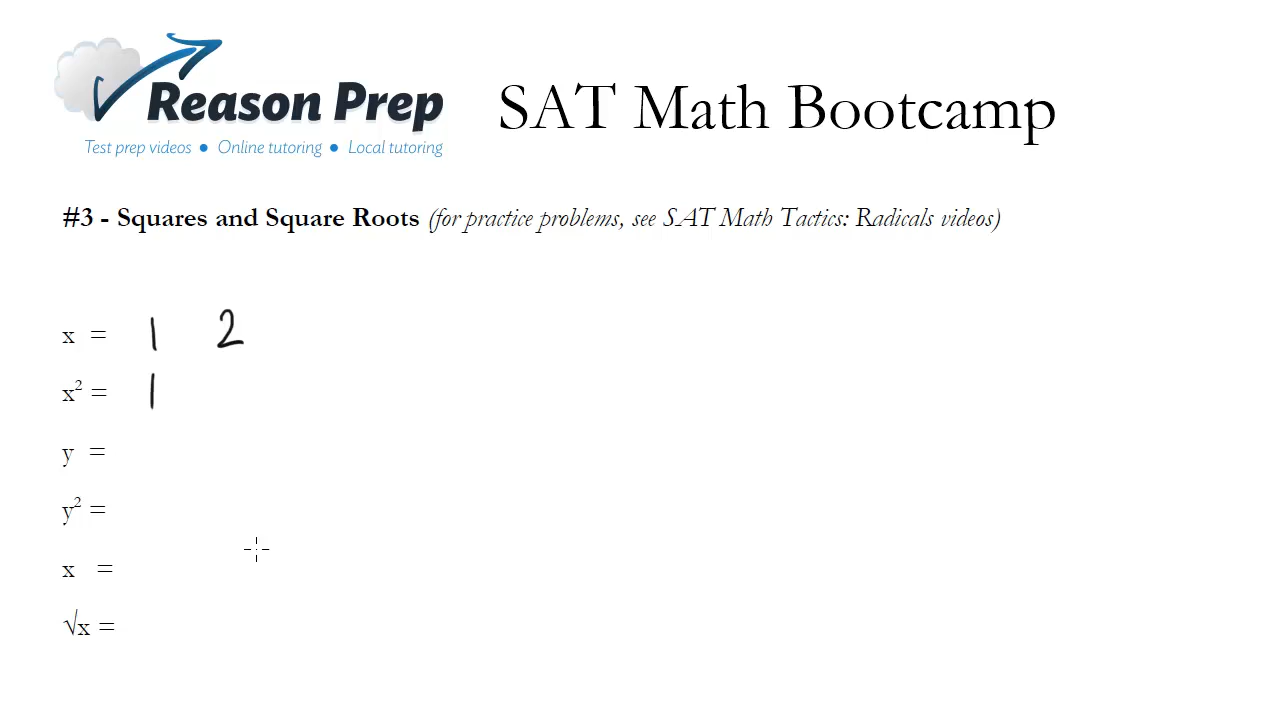 Reason Prep
Test prep videos ● Online tutoring ● Local tutoring
SAT Math Bootcamp
#3 - Squares and Square Roots (for practice problems, see SAT Math Tactics: Radicals videos)
x = 1 2
x² = 1
y =
y² =
x =
√x =